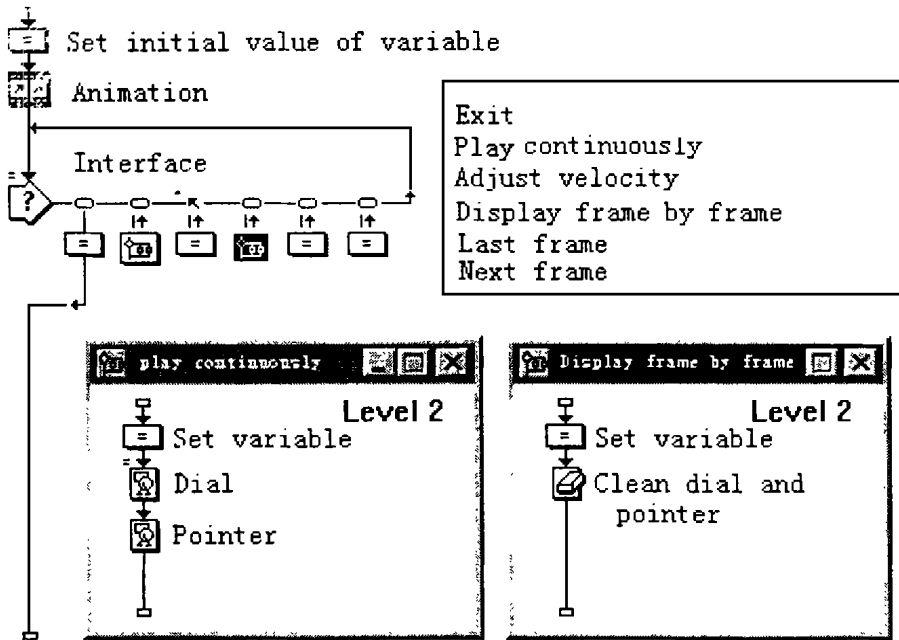 = Set initial value of variable
Animation
Interface
= ?
= = = =
Exit
Play continuously
Adjust velocity
Display frame by frame
Last frame
Next frame
play continuously
Level 2
= Set variable
= Dial
Pointer
Display frame by frame
Level 2
= Set variable
Clean dial and
pointer